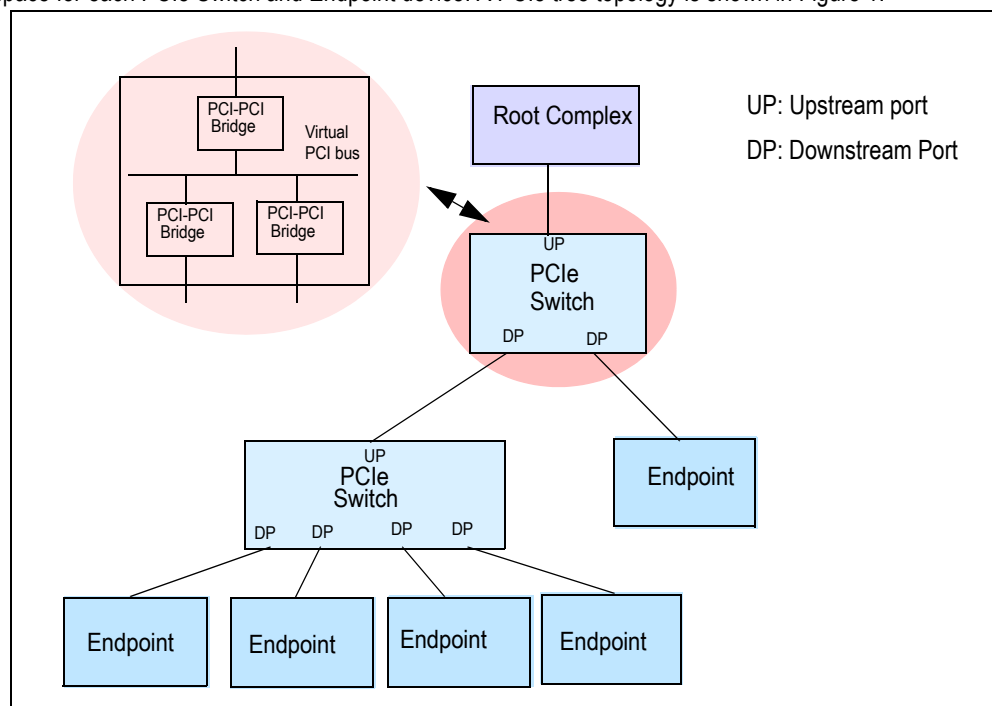 space for each PCIe Switch and Endpoint device. A PCIe tree topology is shown in Figure 1.
PCI-PCI
Bridge
Virtual
PCI bus
PCI-PCI
Bridge
PCI-PCI
Bridge
Root Complex
UP: Upstream port
DP: Downstream Port
UP
PCIe
Switch
DP
DP
UP
PCIe
Switch
DP
DP
DP
DP
Endpoint
Endpoint
Endpoint
Endpoint
Endpoint